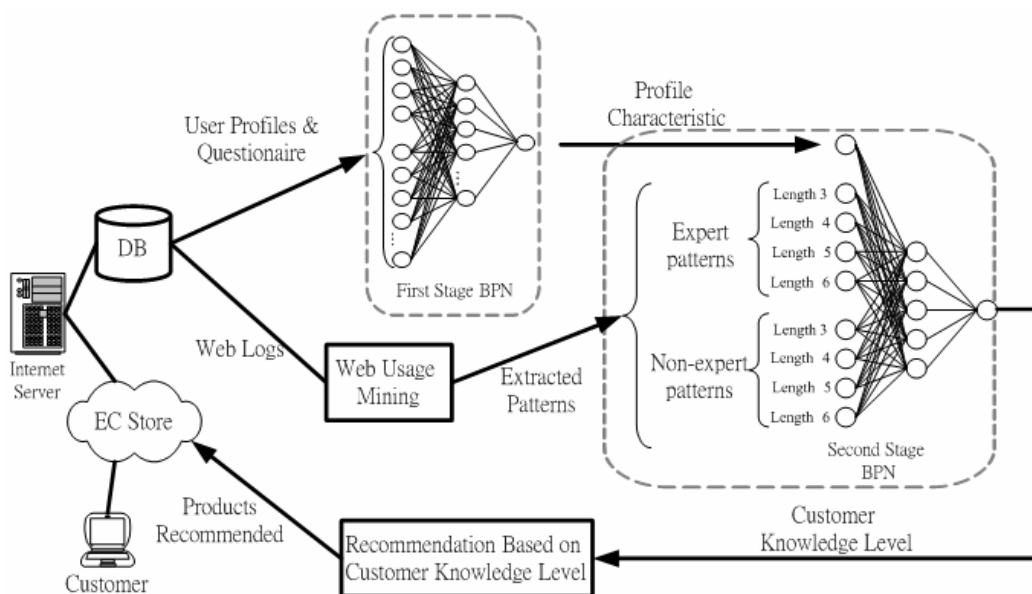 User Profiles &
Questionaire
First Stage BPN
Profile
Characteristic
DB
Internet
Server
Web Logs
Web Usage
Mining
Extracted
Patterns
Expert
patterns
Length 3
Length 4
Length 5
Length 6
Non-expert
patterns
Length 3
Length 4
Length 5
Length 6
Second Stage
BPN
EC Store
Customer
Products
Recommended
Recommendation Based on
Customer Knowledge Level
Customer
Knowledge Level